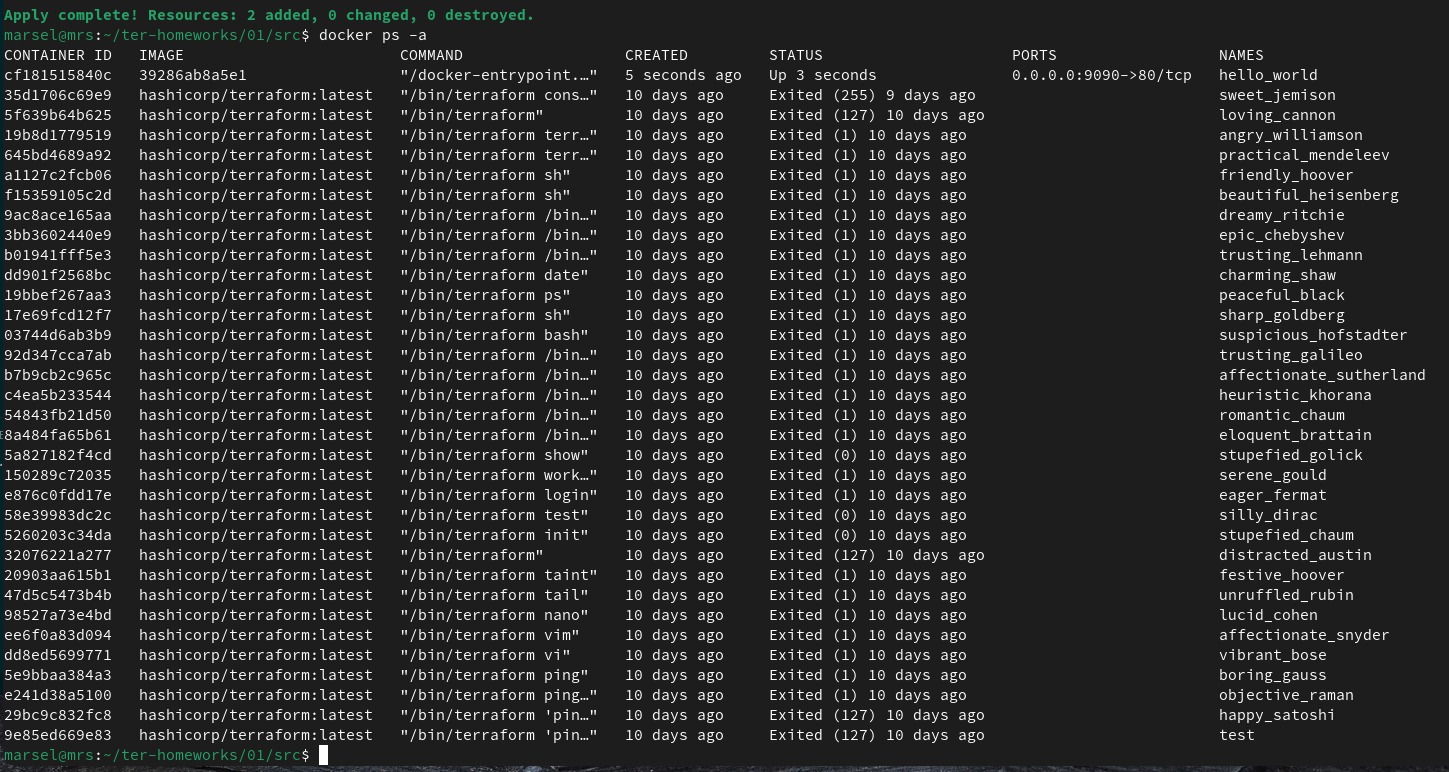 Apply complete! Resources: 2 added, 0 changed, 0 destroyed.
marsel@mrs:~/ter-homeworks/01/src$ docker ps -a
CONTAINER ID   IMAGE                        COMMAND                  CREATED         STATUS                     PORTS                  NAMES
cf181515840c   39286ab8a5e1                 "/docker-entrypoint.…"   5 seconds ago   Up 3 seconds               0.0.0.0:9090->80/tcp   hello_world
35d1706c69e9   hashicorp/terraform:latest   "/bin/terraform cons…"   10 days ago     Exited (255) 9 days ago                           sweet_jemison
5f639b64b625   hashicorp/terraform:latest   "/bin/terraform"         10 days ago     Exited (127) 10 days ago                          loving_cannon
19b8d1779519   hashicorp/terraform:latest   "/bin/terraform terr…"   10 days ago     Exited (1) 10 days ago                            angry_williamson
645bd4689a92   hashicorp/terraform:latest   "/bin/terraform terr…"   10 days ago     Exited (1) 10 days ago                            practical_mendeleev
a1127c2fcb06   hashicorp/terraform:latest   "/bin/terraform sh"      10 days ago     Exited (1) 10 days ago                            friendly_hoover
f15359105c2d   hashicorp/terraform:latest   "/bin/terraform sh"      10 days ago     Exited (1) 10 days ago                            beautiful_heisenberg
9ac8ace165aa   hashicorp/terraform:latest   "/bin/terraform /bin…"   10 days ago     Exited (1) 10 days ago                            dreamy_ritchie
3bb3602440e9   hashicorp/terraform:latest   "/bin/terraform /bin…"   10 days ago     Exited (1) 10 days ago                            epic_chebyshev
b01941fff5e3   hashicorp/terraform:latest   "/bin/terraform /bin…"   10 days ago     Exited (1) 10 days ago                            trusting_lehmann
dd901f2568bc   hashicorp/terraform:latest   "/bin/terraform date"    10 days ago     Exited (1) 10 days ago                            charming_shaw
19bbef267aa3   hashicorp/terraform:latest   "/bin/terraform ps"      10 days ago     Exited (1) 10 days ago                            peaceful_black
17e69fcd12f7   hashicorp/terraform:latest   "/bin/terraform sh"      10 days ago     Exited (1) 10 days ago                            sharp_goldberg
03744d6ab3b9   hashicorp/terraform:latest   "/bin/terraform bash"    10 days ago     Exited (1) 10 days ago                            suspicious_hofstadter
92d347cca7ab   hashicorp/terraform:latest   "/bin/terraform /bin…"   10 days ago     Exited (1) 10 days ago                            trusting_galileo
b7b9cb2c965c   hashicorp/terraform:latest   "/bin/terraform /bin…"   10 days ago     Exited (1) 10 days ago                            affectionate_sutherland
c4ea5b233544   hashicorp/terraform:latest   "/bin/terraform /bin…"   10 days ago     Exited (1) 10 days ago                            heuristic_khorana
54843fb21d50   hashicorp/terraform:latest   "/bin/terraform /bin…"   10 days ago     Exited (1) 10 days ago                            romantic_chaum
8a484fa65b61   hashicorp/terraform:latest   "/bin/terraform /bin…"   10 days ago     Exited (1) 10 days ago                            eloquent_brattain
5a827182f4cd   hashicorp/terraform:latest   "/bin/terraform show"    10 days ago     Exited (0) 10 days ago                            stupefied_golick
150289c72035   hashicorp/terraform:latest   "/bin/terraform work…"   10 days ago     Exited (1) 10 days ago                            serene_gould
e876c0fdd17e   hashicorp/terraform:latest   "/bin/terraform login"   10 days ago     Exited (1) 10 days ago                            eager_fermat
58e39983dc2c   hashicorp/terraform:latest   "/bin/terraform test"    10 days ago     Exited (0) 10 days ago                            silly_dirac
5260203c34da   hashicorp/terraform:latest   "/bin/terraform init"    10 days ago     Exited (0) 10 days ago                            stupefied_chaum
32076221a277   hashicorp/terraform:latest   "/bin/terraform"         10 days ago     Exited (127) 10 days ago                          distracted_austin
20903aa615b1   hashicorp/terraform:latest   "/bin/terraform taint"   10 days ago     Exited (1) 10 days ago                            festive_hoover
47d5c5473b4b   hashicorp/terraform:latest   "/bin/terraform tail"    10 days ago     Exited (1) 10 days ago                            unruffled_rubin
98527a73e4bd   hashicorp/terraform:latest   "/bin/terraform nano"    10 days ago     Exited (1) 10 days ago                            lucid_cohen
ee6f0a83d094   hashicorp/terraform:latest   "/bin/terraform vim"     10 days ago     Exited (1) 10 days ago                            affectionate_snyder
dd8ed5699771   hashicorp/terraform:latest   "/bin/terraform vi"      10 days ago     Exited (1) 10 days ago                            vibrant_bose
5e9bbaa384a3   hashicorp/terraform:latest   "/bin/terraform ping"    10 days ago     Exited (1) 10 days ago                            boring_gauss
e241d38a5100   hashicorp/terraform:latest   "/bin/terraform ping…"   10 days ago     Exited (1) 10 days ago                            objective_raman
29bc9c832fc8   hashicorp/terraform:latest   "/bin/terraform 'pin…"   10 days ago     Exited (127) 10 days ago                          happy_satoshi
9e85ed669e83   hashicorp/terraform:latest   "/bin/terraform 'pin…"   10 days ago     Exited (127) 10 days ago                          test
marsel@mrs:~/ter-homeworks/01/src$